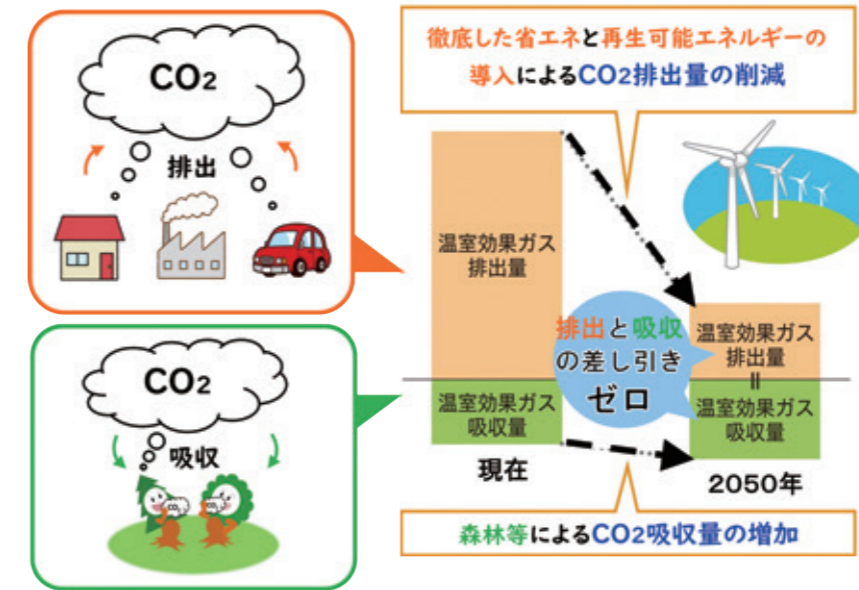 CO2
排出
CO2
吸収
CO2
CO2
徹底した省エネと再生可能エネルギーの
導入によるCO2排出量の削減
温室効果ガス
排出量
温室効果ガス
吸収量
現在
排出と吸収
の差し引き
ゼロ
温室効果ガス
排出量
=
温室効果ガス
吸収量
2050年
森林等によるCO2吸収量の増加